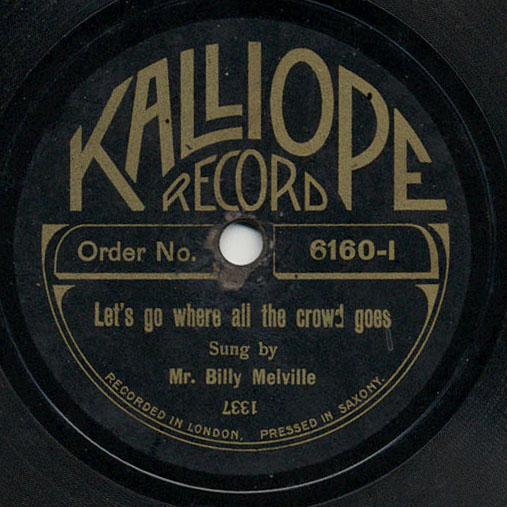 KALLIOPE
RECORD
Order No. 6160-I
Let's go where all the crowd goes
Sung by
Mr. Billy Melville
1337
RECORDED IN LONDON, PRESSED IN SAXONY.